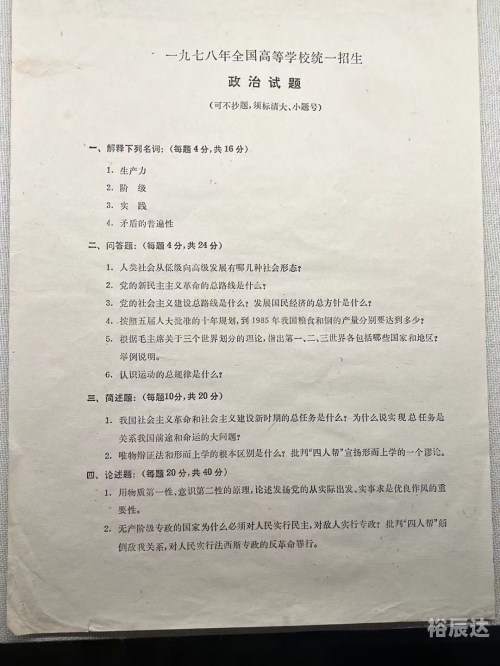 一九七八年全国高等学校统一招生
政治试题
(可不抄题，须标清大、小题号)
一、解释下列名词：(每题4分，共16分)
1. 生产力
2. 阶 级
3. 实 践
4. 矛盾的普遍性
二、问答题：(每题4分，共24分)
1. 人类社会从低级向高级发展有哪几种社会形态？
2. 党的新民主主义革命的总路线是什么？
3. 党的社会主义建设总路线是什么？发展国民经济的总方针是什么？
4. 按照五届人大批准的十年规划，到1985年我国粮食和钢的产量分别要达到多少？
5. 根据毛主席关于三个世界划分的理论，指出第一、二、三世界各包括哪些国家和地区？
举例说明。
6. 认识运动的总规律是什么？
三、简述题：(每题10分，共20分)
1. 我国社会主义革命和社会主义建设新时期的总任务是什么？为什么说实现总任务是
关系我国前途和命运的大问题？
2. 唯物辩证法和形而上学的根本区别是什么？批判“四人帮”宣扬形而上学的一个谬论。
四、论述题：(每题20分，共40分)
1. 用物质第一性、意识第二性的原理，论述发扬党的从实际出发、实事求是优良作风的重
要性。
2. 无产阶级专政的国家为什么必须对人民实行民主，对敌人实行专政？批判“四人帮”颠
倒敌我关系，对人民实行法西斯专政的反革命罪行。
裕辰达